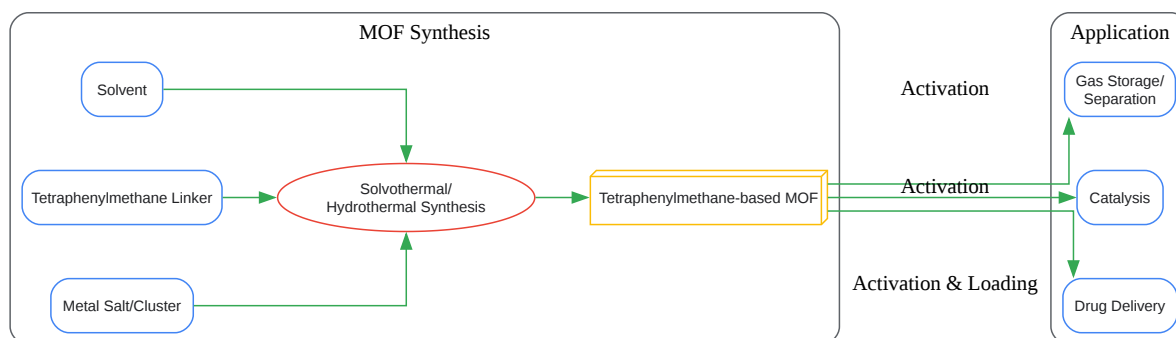 MOF Synthesis
Application
Solvent
Activation
Gas Storage/
Separation
Tetraphenylmethane Linker
Solvothermal/
Hydrothermal Synthesis
Tetraphenylmethane-based MOF
Activation
Catalysis
Metal Salt/Cluster
Activation & Loading
Drug Delivery